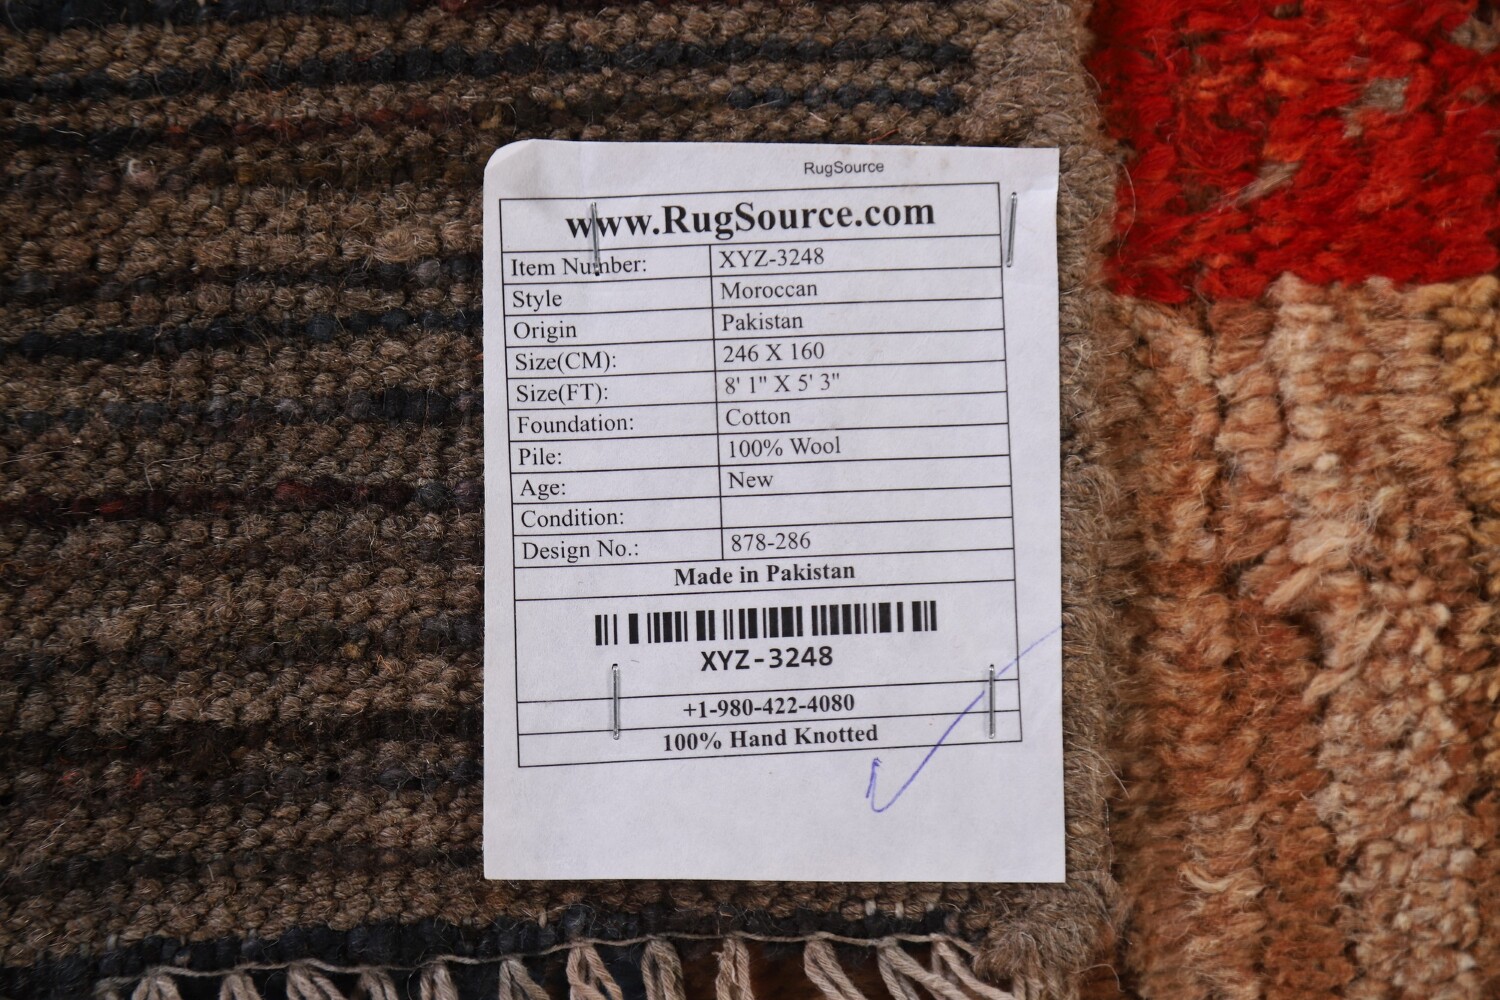 RugSource
www.RugSource.com
Item Number: XYZ-3248
Style Moroccan
Origin Pakistan
Size(CM): 246 X 160
Size(FT): 8' 1" X 5' 3"
Foundation: Cotton
Pile: 100% Wool
Age: New
Condition:
Design No.: 878-286
Made in Pakistan
XYZ-3248
+1-980-422-4080
100% Hand Knotted